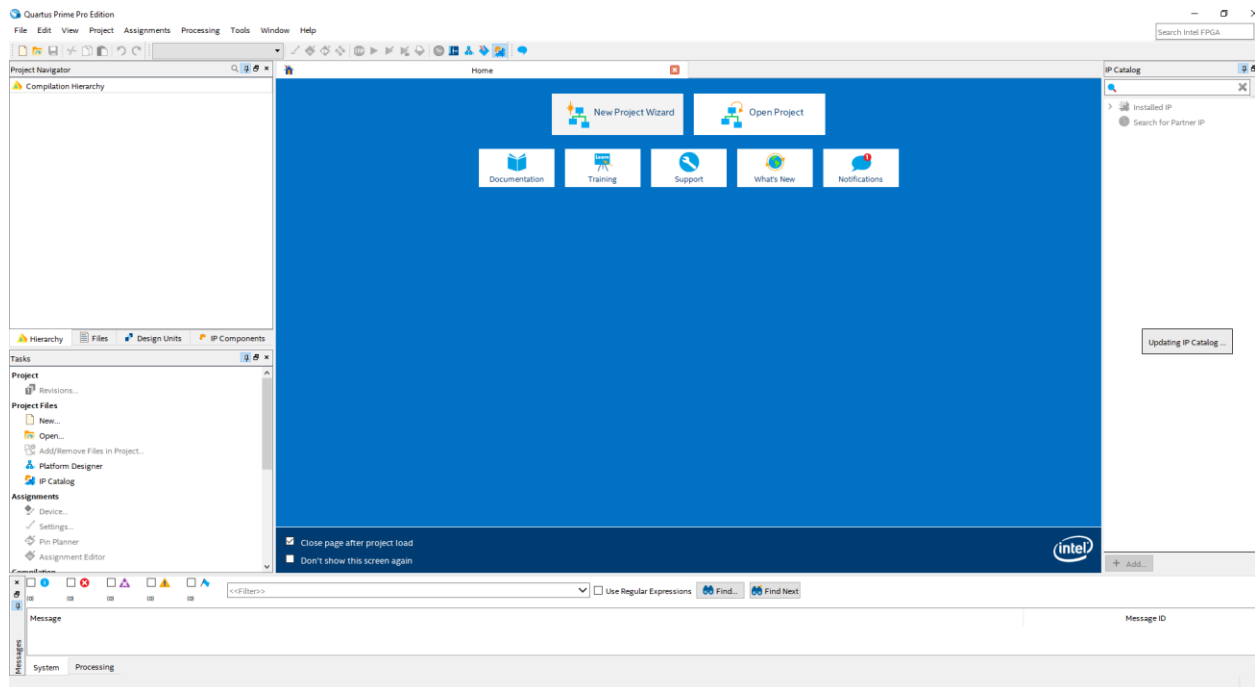 Quartus Prime Pro Edition
File Edit View Project Assignments Processing Tools Window Help
Search Intel FPGA
Project Navigator
Compilation Hierarchy
Hierarchy Files Design Units IP Components
Tasks
Project
Revisions...
Project Files
New...
Open...
Add/Remove Files in Project...
Platform Designer
IP Catalog
Assignments
Device...
Settings...
Pin Planner
Assignment Editor
Compilation
Home
New Project Wizard
Open Project
Documentation
Learn
Training
Support
What's New
1
Notifications
Close page after project load
Don't show this screen again
intel
IP Catalog
Installed IP
Search for Partner IP
Updating IP Catalog ...
+ Add...
<<Filter>>
Use Regular Expressions
Find...
Find Next
Message
Message ID
Messages
System Processing